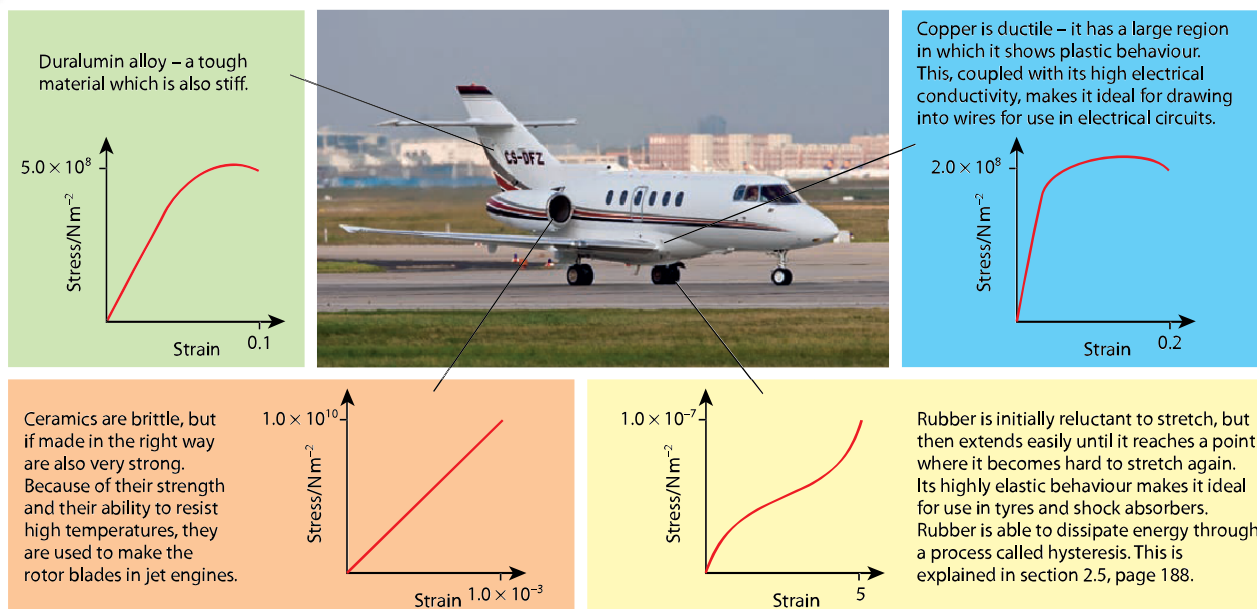 Duralumin alloy – a tough
material which is also stiff.
5.0 × 10⁸
Stress/Nm⁻²
Strain
0.1
CS-DFZ
Copper is ductile – it has a large region
in which it shows plastic behaviour.
This, coupled with its high electrical
conductivity, makes it ideal for drawing
into wires for use in electrical circuits.
2.0 × 10⁸
Stress/Nm⁻²
Strain
0.2
Ceramics are brittle, but
if made in the right way
are also very strong.
Because of their strength
and their ability to resist
high temperatures, they
are used to make the
rotor blades in jet engines.
1.0 × 10¹⁰
Stress/Nm⁻²
Strain
1.0 × 10⁻³
1.0 × 10⁻⁷
Stress/Nm⁻²
Strain
5
Rubber is initially reluctant to stretch, but
then extends easily until it reaches a point
where it becomes hard to stretch again.
Its highly elastic behaviour makes it ideal
for use in tyres and shock absorbers.
Rubber is able to dissipate energy through
a process called hysteresis. This is
explained in section 2.5, page 188.